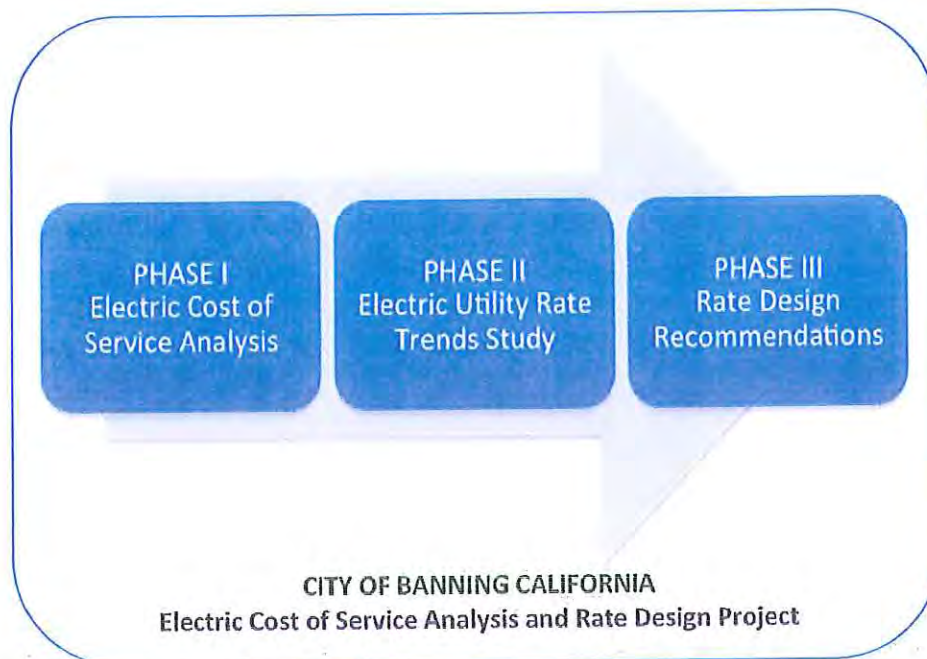 PHASE I
Electric Cost of
Service Analysis
PHASE II
Electric Utility Rate
Trends Study
PHASE III
Rate Design
Recommendations
CITY OF BANNING CALIFORNIA
Electric Cost of Service Analysis and Rate Design Project